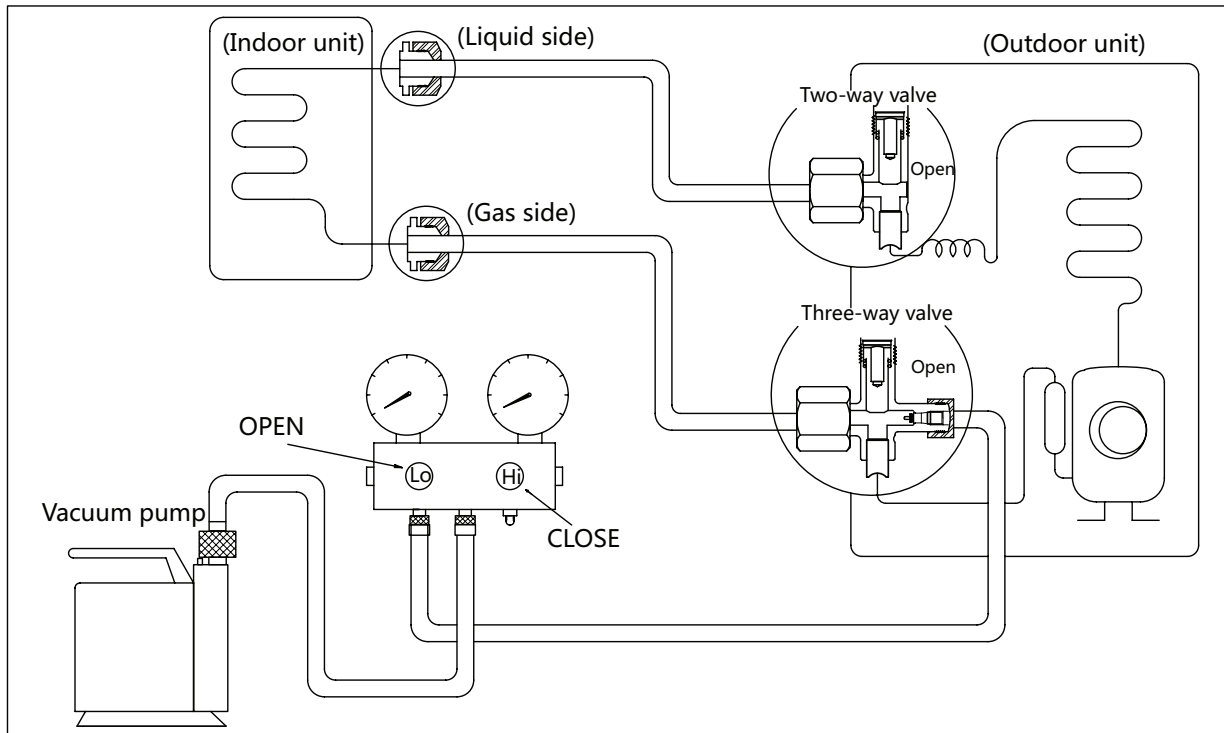 (Indoor unit)
(Liquid side)
(Outdoor unit)
Two-way valve
Open
(Gas side)
Three-way valve
Open
OPEN
Lo
Hi
CLOSE
Vacuum pump